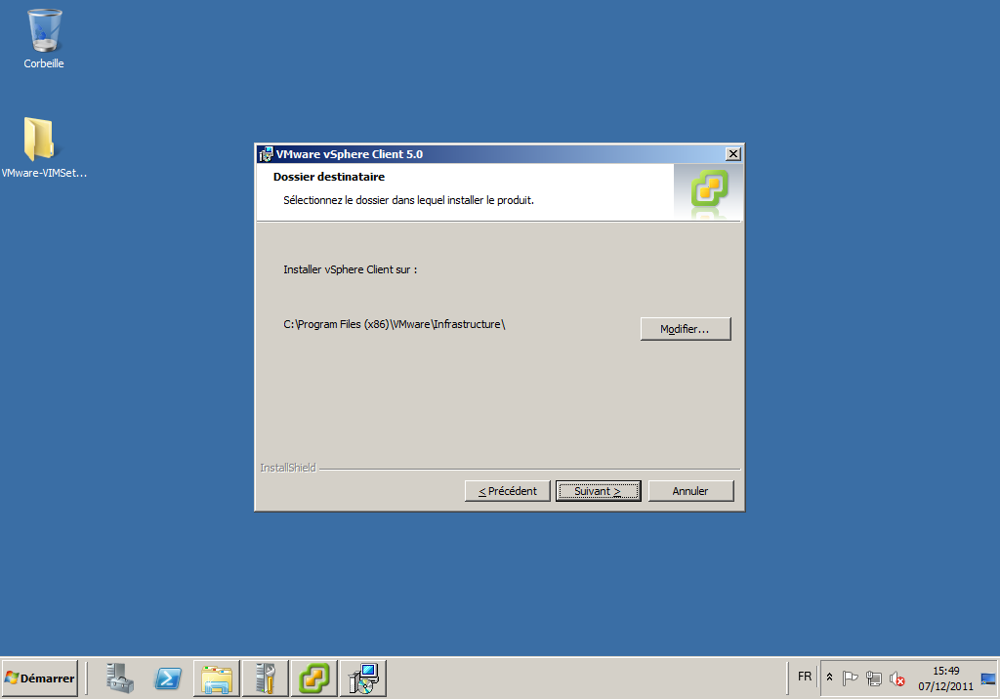 Corbeille
VMware-VIMSet...
VMware vSphere Client 5.0
Dossier destinataire
Sélectionnez le dossier dans lequel installer le produit.
Installer vSphere Client sur :
C:\Program Files (x86)\VMware\Infrastructure\
Modifier...
InstallShield
< Précédent
Suivant >
Annuler
Démarrer
FR
15:49
07/12/2011